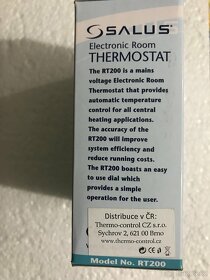 SALUS
Electronic Room
THERMOSTAT
The RT200 is a mains
voltage Electronic Room
Thermostat that provides
automatic temperature
control for all central
heating applications.
The accuracy of the
RT200 will improve
system efficiency and
reduce running costs.
The RT200 boasts an easy
to use dial which
provides a simple
operation for the user.
Distribuce v ČR:
Thermo-control CZ s.r.o.
Sychrov 2, 621 00 Brno
www.thermo-control.cz
Model No. RT200